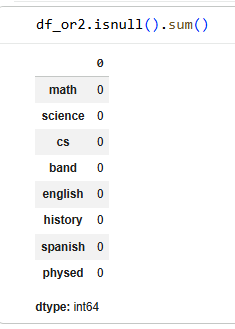 df_or2.isnull().sum()
0
math 0
science 0
cs 0
band 0
english 0
history 0
spanish 0
physed 0
dtype: int64